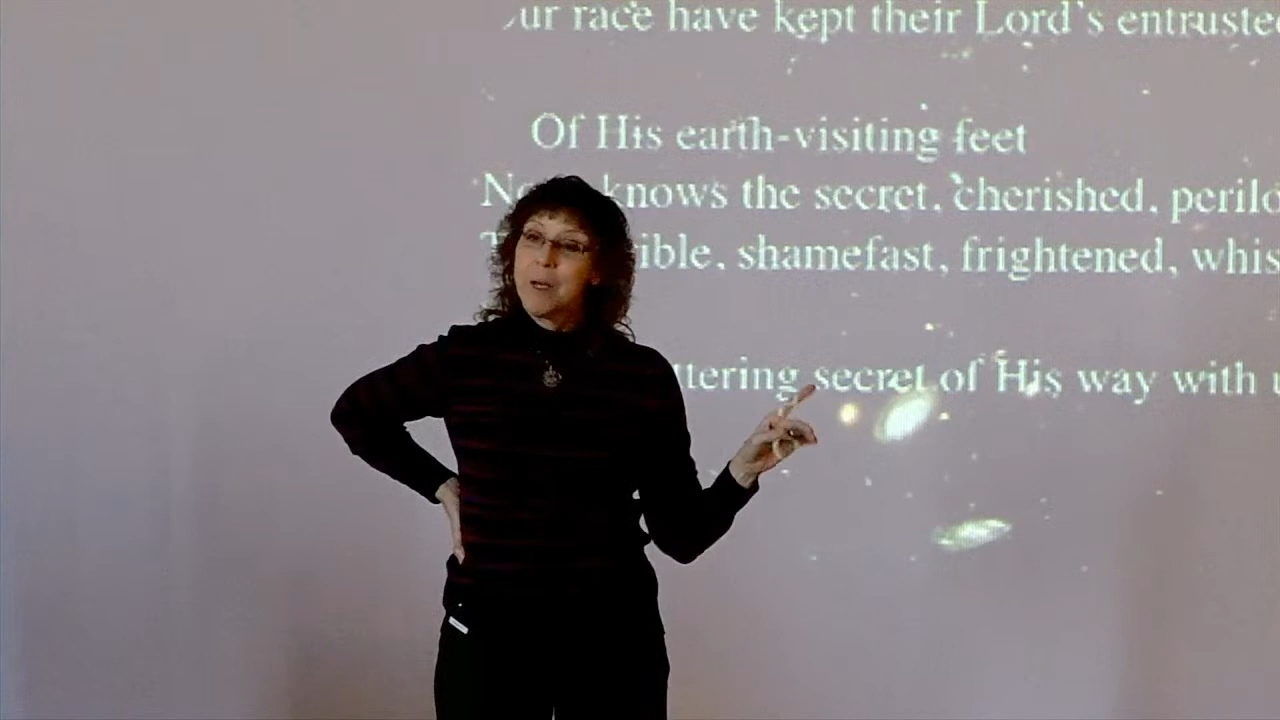 ur race have kept their Lord's entruste
Of His earth-visiting feet
knows the secret, cherished, perilo
ible, shamefast, frightened, whis
ttering secret of His way with u